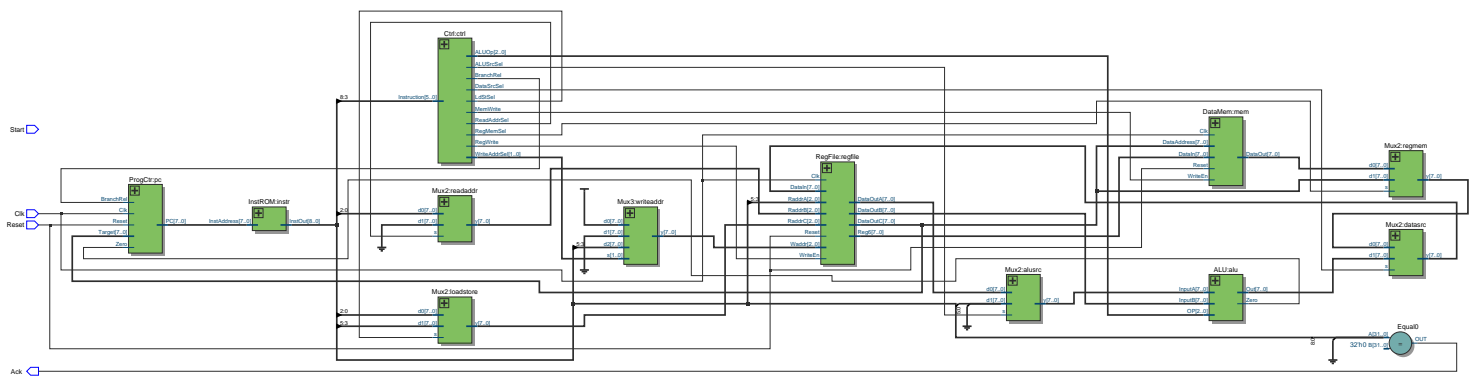 Start
Clk
Reset
Ack
ProgCtr:pc
BranchRel
Clk
Reset
Target[7..0]
Zero
PC[7..0]
InstROM:instr
InstAddress[7..0]
InstOut[8..0]
8:3
2:0
2:0
5:3
Ctrl:ctrl
Instruction[5..0]
ALUOp[2..0]
ALUSrcSel
BranchRel
DataSrcSel
LdStSel
MemWrite
ReadAddrSel
RegMemSel
RegWrite
WriteAddrSel[1..0]
Mux2:readaddr
d0[7..0]
d1[7..0]
s
y[7..0]
Mux2:loadstore
d0[7..0]
d1[7..0]
s
y[7..0]
Mux3:writeaddr
d0[7..0]
d1[7..0]
d2[7..0]
s[1..0]
y[7..0]
5:3
5:3
RegFile:regfile
Clk
DataIn[7..0]
RaddrA[2..0]
RaddrB[2..0]
RaddrC[2..0]
Reset
Waddr[2..0]
WriteEn
DataOutA[7..0]
DataOutB[7..0]
DataOutC[7..0]
Reg6[7..0]
Mux2:alusrc
d0[7..0]
d1[7..0]
s
y[7..0]
DataMem:mem
Clk
DataAddress[7..0]
DataIn[7..0]
Reset
WriteEn
DataOut[7..0]
ALU:alu
InputA[7..0]
InputB[7..0]
OP[2..0]
Out[7..0]
Zero
Mux2:regmem
d0[7..0]
d1[7..0]
s
y[7..0]
Mux2:datasrc
d0[7..0]
d1[7..0]
s
y[7..0]
Equal0
A[31..0]
32'h0 B[31..0]
=
OUT